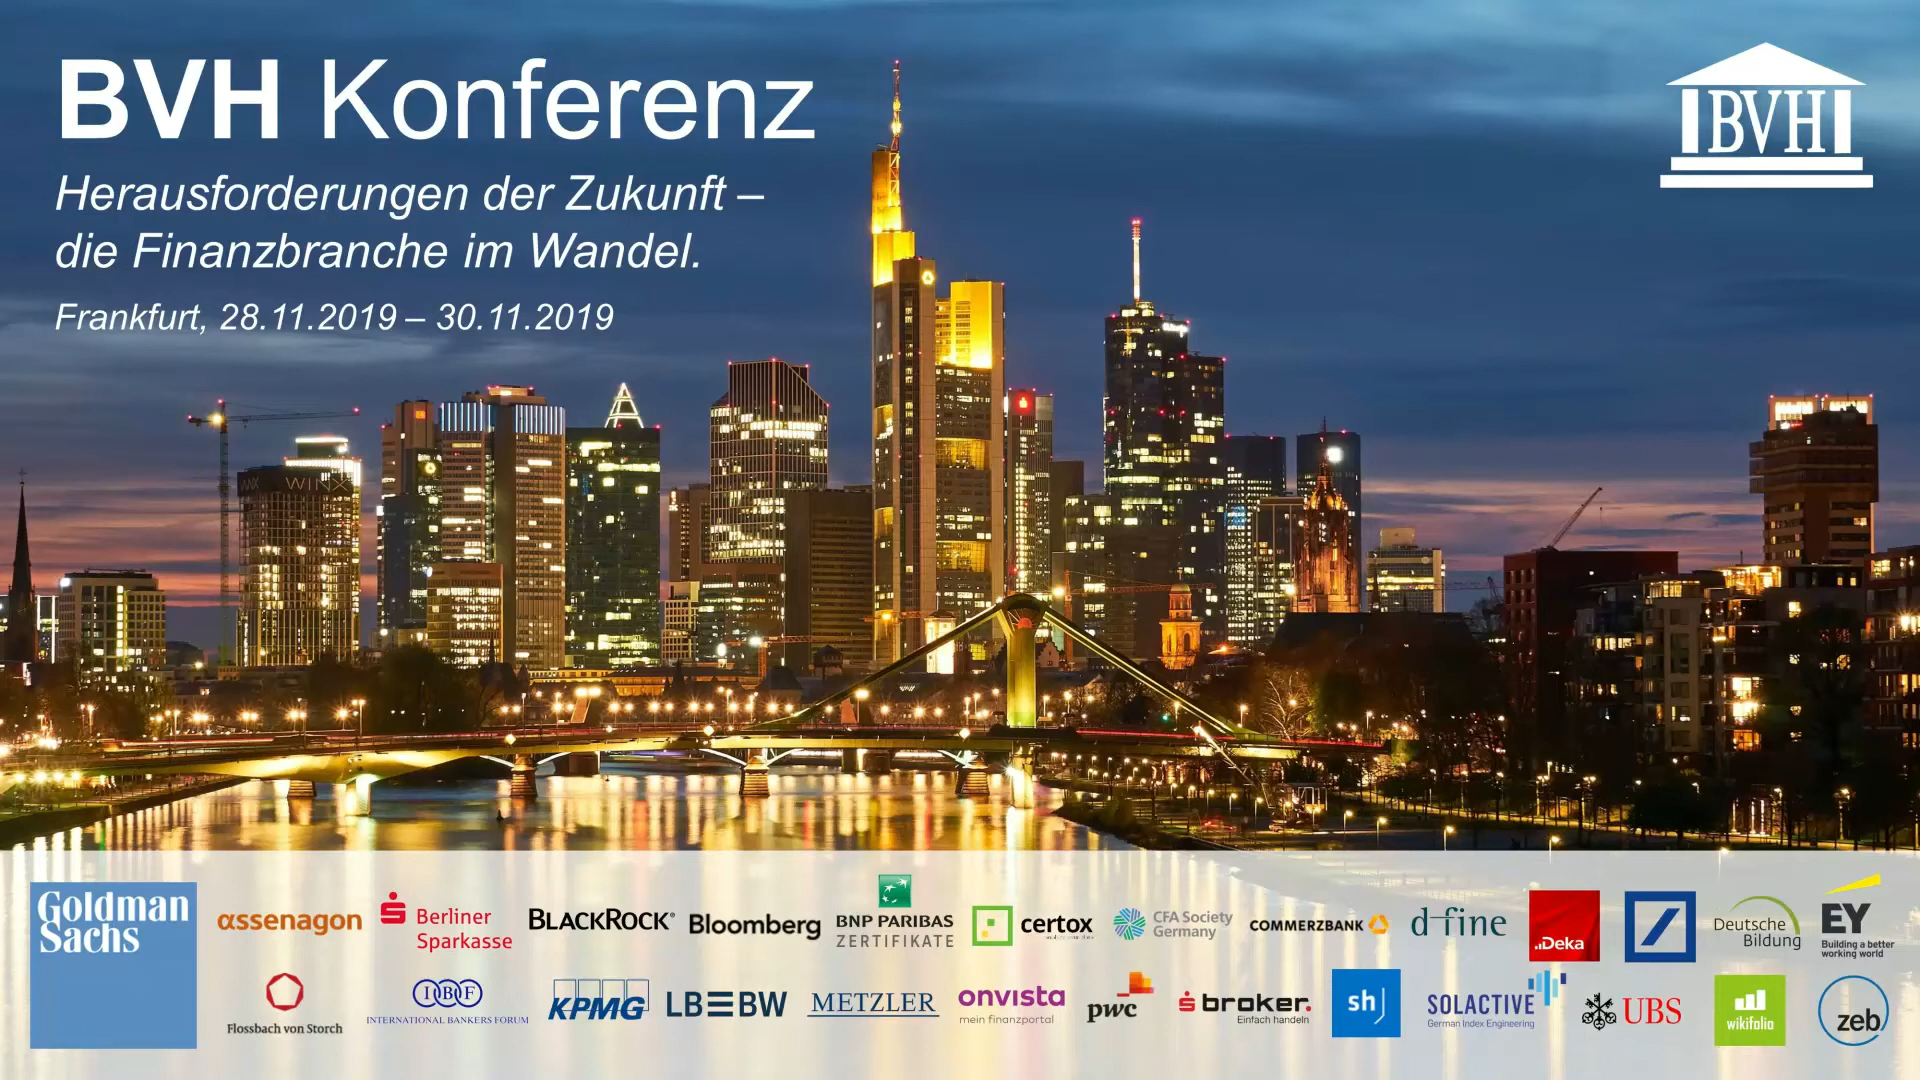 BVH Konferenz
Herausforderungen der Zukunft –
die Finanzbranche im Wandel.
Frankfurt, 28.11.2019 – 30.11.2019
BVH
WINX
Goldman
Sachs
assenagon
Berliner
Sparkasse
BLACKROCK®
Bloomberg
BNP PARIBAS
ZERTIFIKATE
certox
CFA Society
Germany
COMMERZBANK
d-fine
Deka
Deutsche
Bildung
EY
Building a better
working world
Flossbach von Storch
IBF
INTERNATIONAL BANKERS FORUM
KPMG
LBBW
METZLER
onvista
mein finanzportal
pwc
broker.
Einfach handeln
sh
SOLACTIVE
German Index Engineering
UBS
wikifolio
zeb